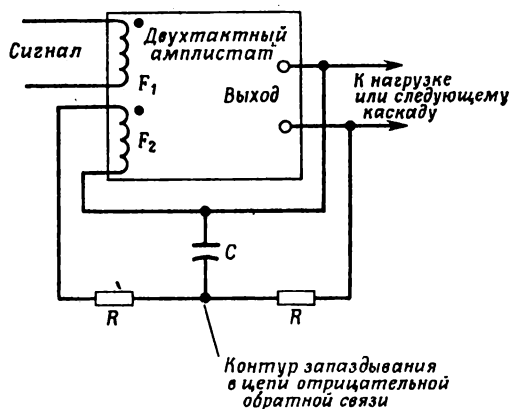 Двухтактный
амплистат
Сигнал
F1
F2
Выход
К нагрузке
или следующему
каскаду
C
R
R
Контур запаздывания
в цепи отрицательной
обратной связи